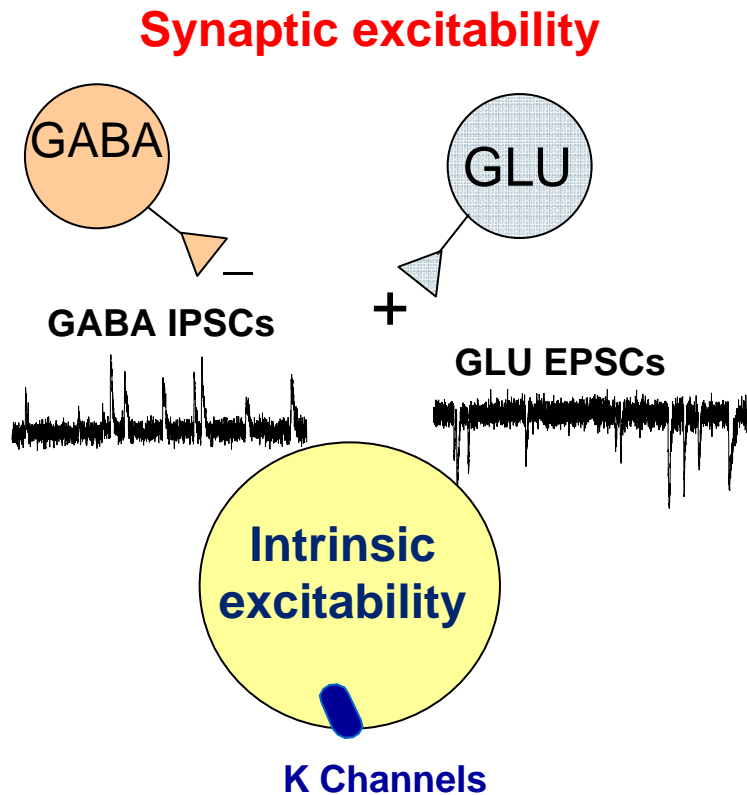 Synaptic excitability
GABA
GLU
–
+
GABA IPSCs
GLU EPSCs
Intrinsic
excitability
K Channels